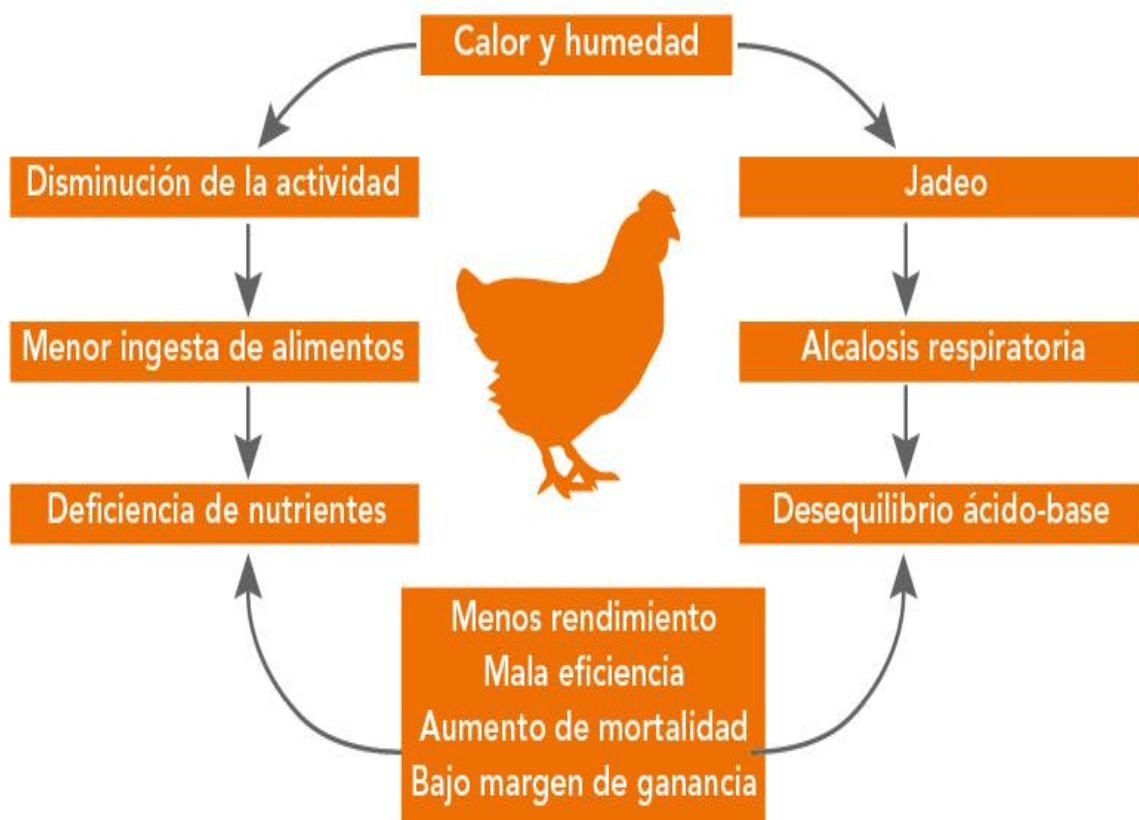 Calor y humedad
Disminución de la actividad
Jadeo
Menor ingesta de alimentos
Alcalosis respiratoria
Deficiencia de nutrientes
Desequilibrio ácido-base
Menos rendimiento
Mala eficiencia
Aumento de mortalidad
Bajo margen de ganancia